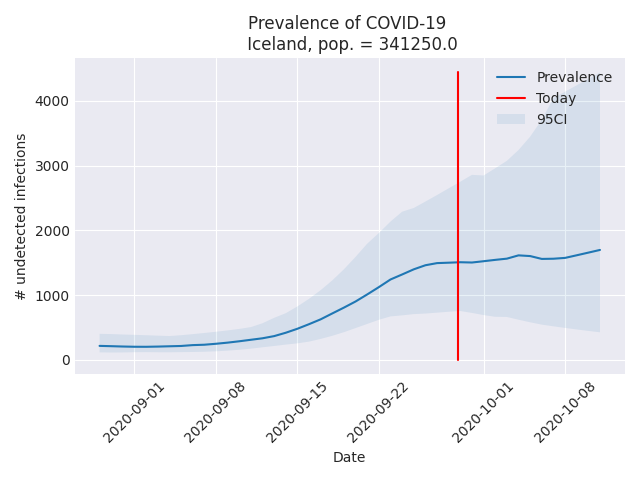 Prevalence of COVID-19
Iceland, pop. = 341250.0
Prevalence
Today
95CI
# undetected infections
4000
3000
2000
1000
0
2020-09-01
2020-09-08
2020-09-15
2020-09-22
2020-10-01
2020-10-08
Date